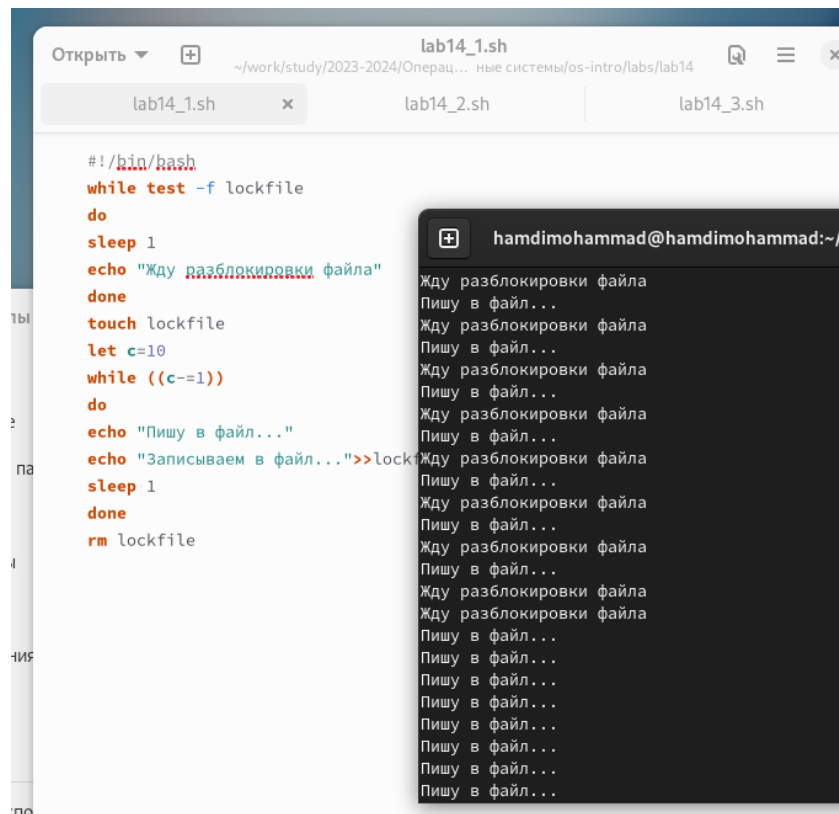 Открыть
lab14_1.sh
~/work/study/2023-2024/Операц... ные системы/os-intro/labs/lab14
lab14_1.sh
lab14_2.sh
lab14_3.sh
#!/bin/bash
while test -f lockfile
do
sleep 1
echo "Жду разблокировки файла"
done
touch lockfile
let c=10
while ((c-=1))
do
echo "Пишу в файл..."
echo "Записываем в файл...">>lockf
sleep 1
done
rm lockfile
hamdimohammad@hamdimohammad:~/
Жду разблокировки файла
Пишу в файл...
Жду разблокировки файла
Пишу в файл...
Жду разблокировки файла
Пишу в файл...
Жду разблокировки файла
Пишу в файл...
Жду разблокировки файла
Пишу в файл...
Жду разблокировки файла
Пишу в файл...
Жду разблокировки файла
Пишу в файл...
Жду разблокировки файла
Жду разблокировки файла
Пишу в файл...
Пишу в файл...
Пишу в файл...
Пишу в файл...
Пишу в файл...
Пишу в файл...
Пишу в файл...
Пишу в файл...